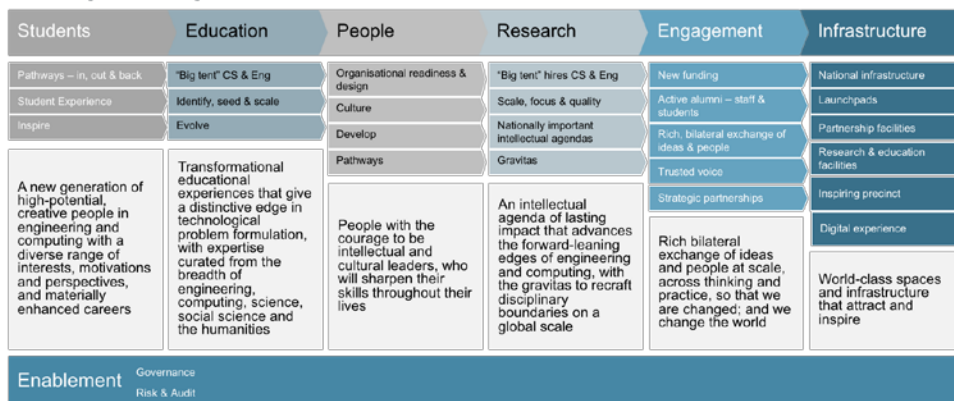 Students
Education
People
Research
Engagement
Infrastructure
Pathways – in, out & back
Student Experience
Inspire
A new generation of
high-potential,
creative people in
engineering and
computing with a
diverse range of
interests, motivations
and perspectives,
and materially
enhanced careers
"Big tent" CS & Eng
Identify, seed & scale
Evolve
Transformational
educational
experiences that give
a distinctive edge in
technological
problem formulation,
with expertise
curated from the
breadth of
engineering,
computing, science,
social science and
the humanities
Organisational readiness &
design
Culture
Develop
Pathways
People with the
courage to be
intellectual and
cultural leaders, who
will sharpen their
skills throughout their
lives
"Big tent" hires CS & Eng
Scale, focus & quality
Nationally important
intellectual agendas
Gravitas
An intellectual
agenda of lasting
impact that advances
the forward-leaning
edges of engineering
and computing, with
the gravitas to recraft
disciplinary
boundaries on a
global scale
New funding
Active alumni – staff &
students
Rich, bilateral exchange of
ideas & people
Trusted voice
Strategic partnerships
Rich bilateral
exchange of ideas
and people at scale,
across thinking and
practice, so that we
are changed; and we
change the world
National infrastructure
Launchpads
Partnership facilities
Research & education
facilities
Inspiring precinct
Digital experience
World-class spaces
and infrastructure
that attract and
inspire
Enablement
Governance
Risk & Audit